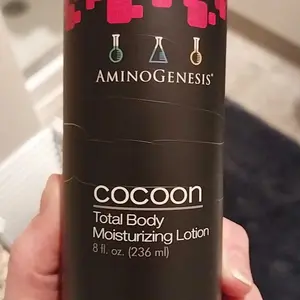 AMINOGENESIS®
cocoon
Total Body
Moisturizing Lotion
8 fl. oz. (236 ml)